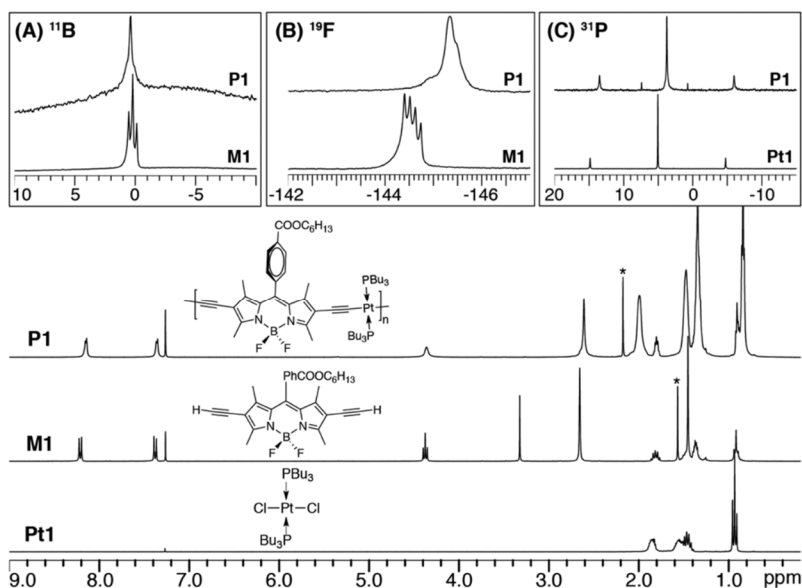 (A) ¹¹B
P1
M1
10 5 0 -5
(B) ¹⁹F
P1
M1
-142 -144 -146
(C) ³¹P
P1
Pt1
20 10 0 -10
COOC₆H₁₃
PBu₃
Pt
n
Bu₃P
N N
B
F F
*
P1
PhCOOC₆H₁₃
H H
N N
B
F F
*
M1
PBu₃
Cl Pt Cl
Bu₃P
Pt1
9.0 8.0 7.0 6.0 5.0 4.0 3.0 2.0 1.0 ppm